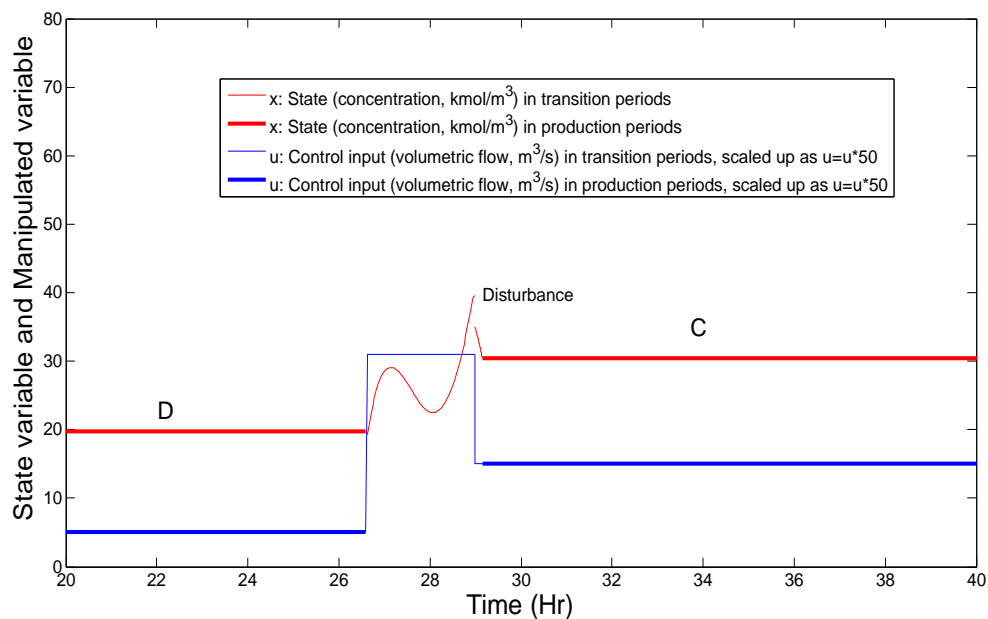 State variable and Manipulated variable
80
70
60
50
40
30
20
10
0
x: State (concentration, kmol/m³) in transition periods
x: State (concentration, kmol/m³) in production periods
u: Control input (volumetric flow, m³/s) in transition periods, scaled up as u=u*50
u: Control input (volumetric flow, m³/s) in production periods, scaled up as u=u*50
Disturbance
C
D
20 22 24 26 28 30 32 34 36 38 40
Time (Hr)